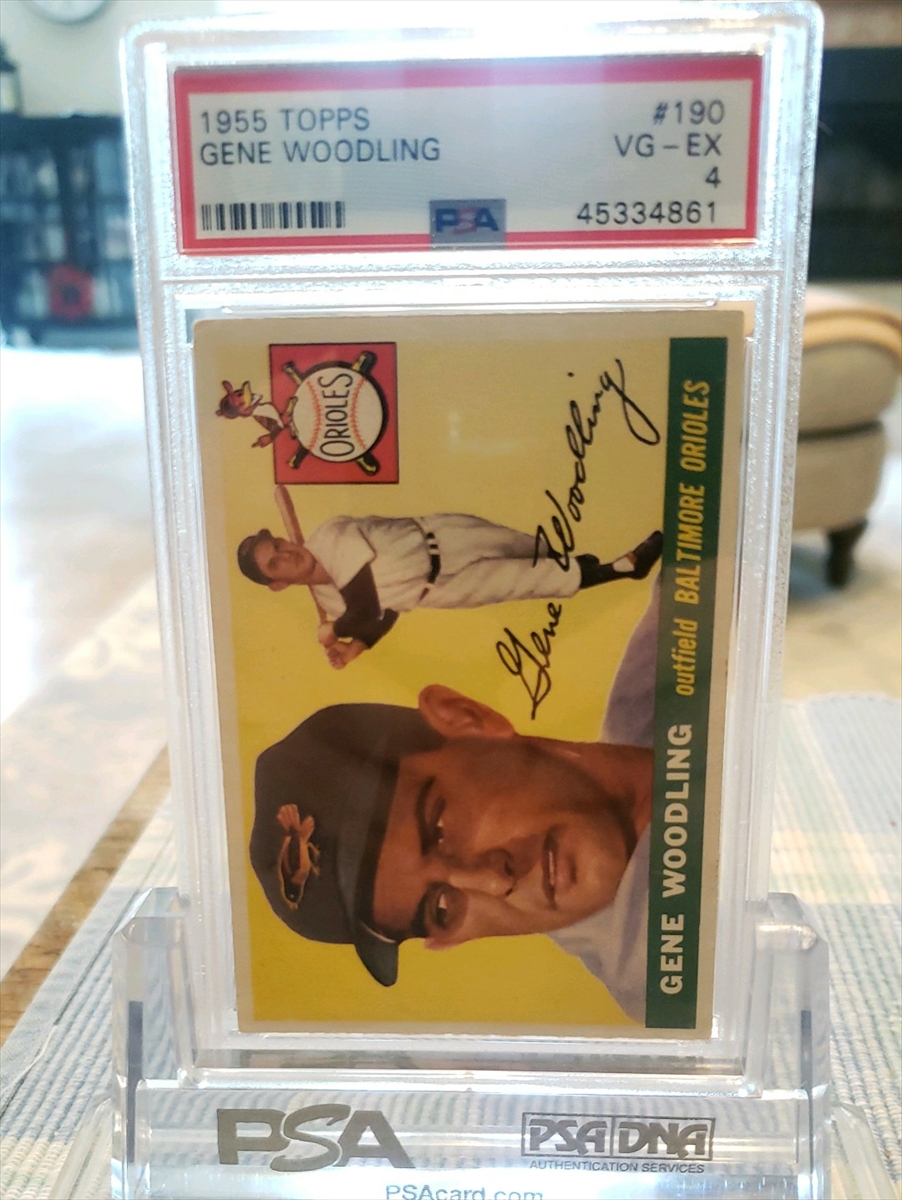 1955 TOPPS #190
GENE WOODLING VG-EX
4
PSA 45334861
ORIOLES
Gene Woodling
GENE WOODLING outfield BALTIMORE ORIOLES
PSA PSA DNA
AUTHENTICATION SERVICES
PSAcard.com